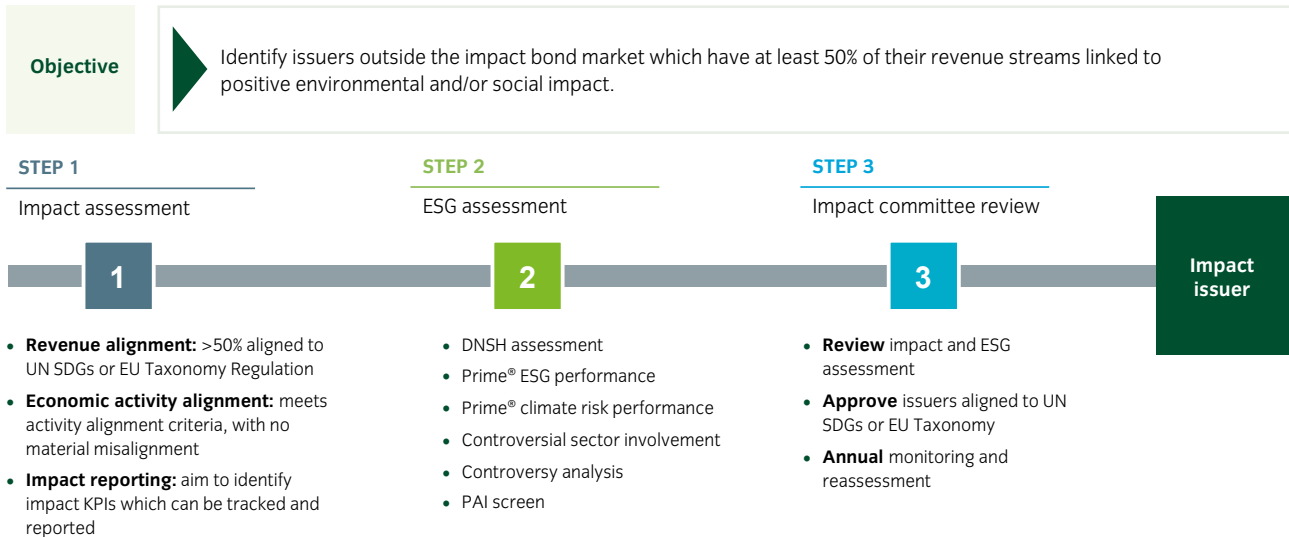 Objective
Identify issuers outside the impact bond market which have at least 50% of their revenue streams linked to
positive environmental and/or social impact.
STEP 1
Impact assessment
STEP 2
ESG assessment
STEP 3
Impact committee review
1
2
3
Impact
issuer
• Revenue alignment: >50% aligned to
UN SDGs or EU Taxonomy Regulation
• Economic activity alignment: meets
activity alignment criteria, with no
material misalignment
• Impact reporting: aim to identify
impact KPIs which can be tracked and
reported
• DNSH assessment
• Prime® ESG performance
• Prime® climate risk performance
• Controversial sector involvement
• Controversy analysis
• PAI screen
• Review impact and ESG
assessment
• Approve issuers aligned to UN
SDGs or EU Taxonomy
• Annual monitoring and
reassessment